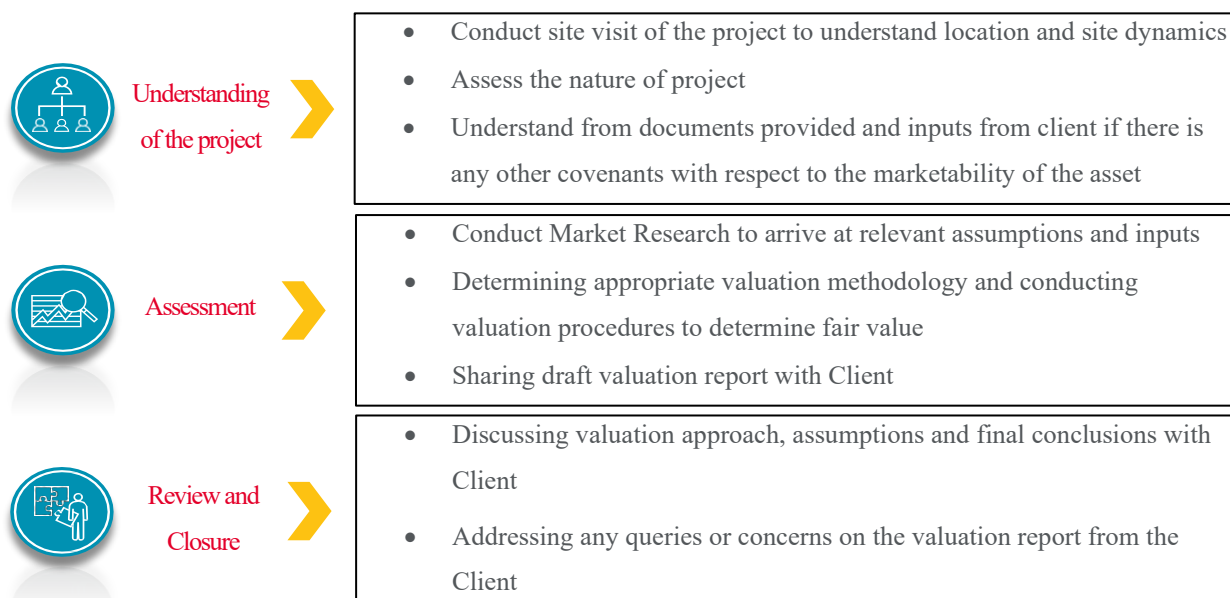 Understanding
of the project
• Conduct site visit of the project to understand location and site dynamics
• Assess the nature of project
• Understand from documents provided and inputs from client if there is
any other covenants with respect to the marketability of the asset
Assessment
• Conduct Market Research to arrive at relevant assumptions and inputs
• Determining appropriate valuation methodology and conducting
valuation procedures to determine fair value
• Sharing draft valuation report with Client
Review and
Closure
• Discussing valuation approach, assumptions and final conclusions with
Client
• Addressing any queries or concerns on the valuation report from the
Client